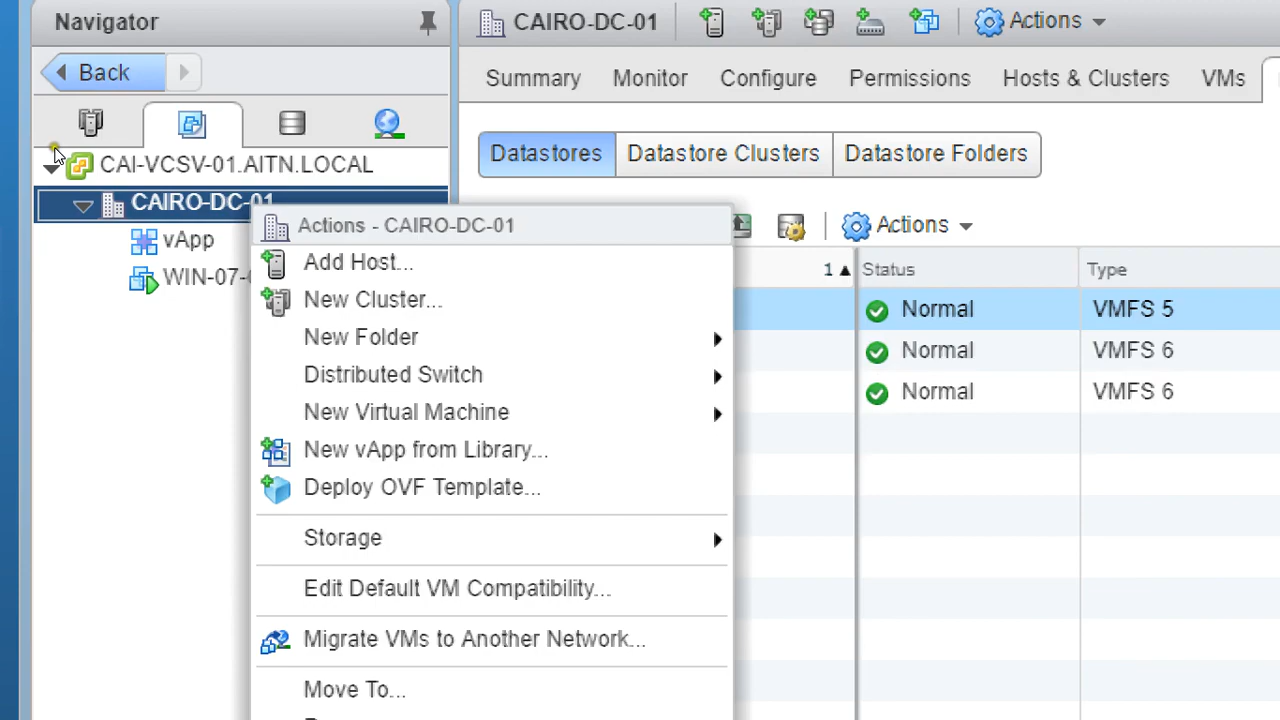 Navigator
Back
CAI-VCSV-01.AITN.LOCAL
CAIRO-DC-01
vApp
WIN-07-
CAIRO-DC-01
Actions
Summary
Monitor
Configure
Permissions
Hosts & Clusters
VMs
Datastores
Datastore Clusters
Datastore Folders
Actions
1 ▲
Status
Type
Normal
VMFS 5
Normal
VMFS 6
Normal
VMFS 6
Actions - CAIRO-DC-01
Add Host...
New Cluster...
New Folder
Distributed Switch
New Virtual Machine
New vApp from Library...
Deploy OVF Template...
Storage
Edit Default VM Compatibility...
Migrate VMs to Another Network...
Move To...